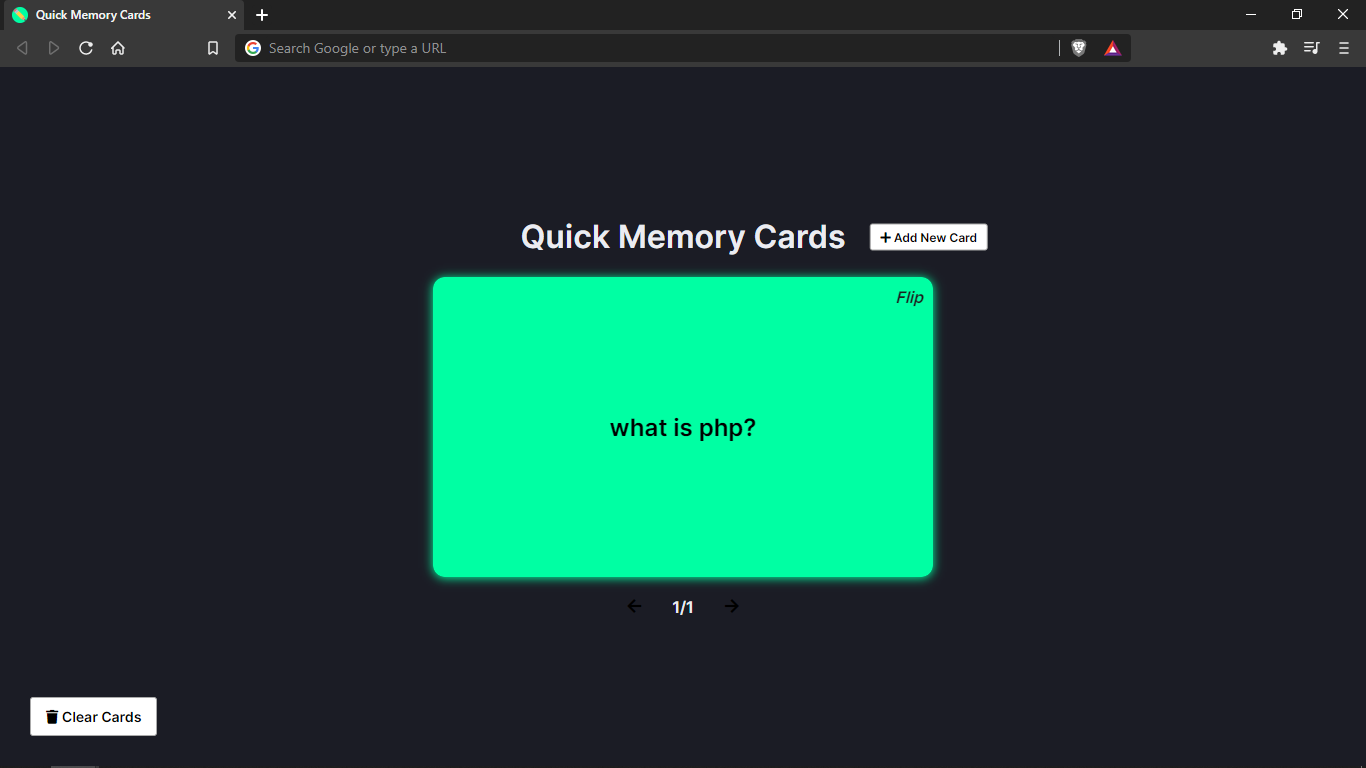 Quick Memory Cards
Search Google or type a URL
Quick Memory Cards
Add New Card
Flip
what is php?
1/1
Clear Cards